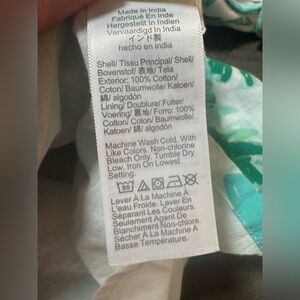 Made In India
Fabriqué En Inde
Hergestellt In Indien
Vervaardigd In India
インド製
hecho en india
Shell/ Tissu Principal/ Shell/
Bovenstof/ 表地/ Tela
Exterior: 100% Cotton/
Coton/ Baumwolle/ Katoen/
綿/ algodón
Lining/ Doublure/ Futter/
Voering/ 裏地/ Forro: 100%
Cotton/ Coton/ Baumwolle/
Katoen/ 綿/ algodón
Machine Wash Cold. With
Like Colors. Non-chlorine
Bleach Only. Tumble Dry
Low. Iron On Lowest
Setting.
Laver À La Machine À
L'eau Froide. Laver En
Séparant Les Couleurs.
Seulement Agent De
Blanchiment Non-chlore.
Sécher À La Machine À
Basse Température.